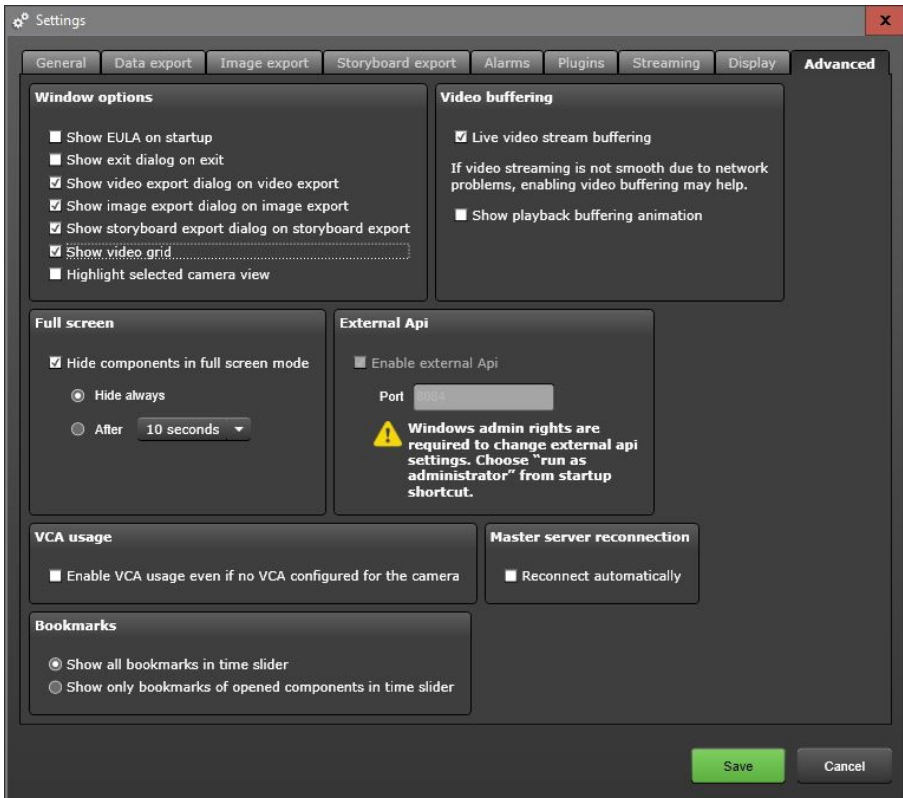 Settings
x
General Data export Image export Storyboard export Alarms Plugins Streaming Display Advanced
Window options
Show EULA on startup
Show exit dialog on exit
Show video export dialog on video export
Show image export dialog on image export
Show storyboard export dialog on storyboard export
Show video grid
Highlight selected camera view
Video buffering
Live video stream buffering
If video streaming is not smooth due to network
problems, enabling video buffering may help.
Show playback buffering animation
Full screen
Hide components in full screen mode
Hide always
After 10 seconds
External Api
Enable external Api
Port 8084
Windows admin rights are
required to change external api
settings. Choose “run as
administrator” from startup
shortcut.
VCA usage
Enable VCA usage even if no VCA configured for the camera
Master server reconnection
Reconnect automatically
Bookmarks
Show all bookmarks in time slider
Show only bookmarks of opened components in time slider
Save Cancel